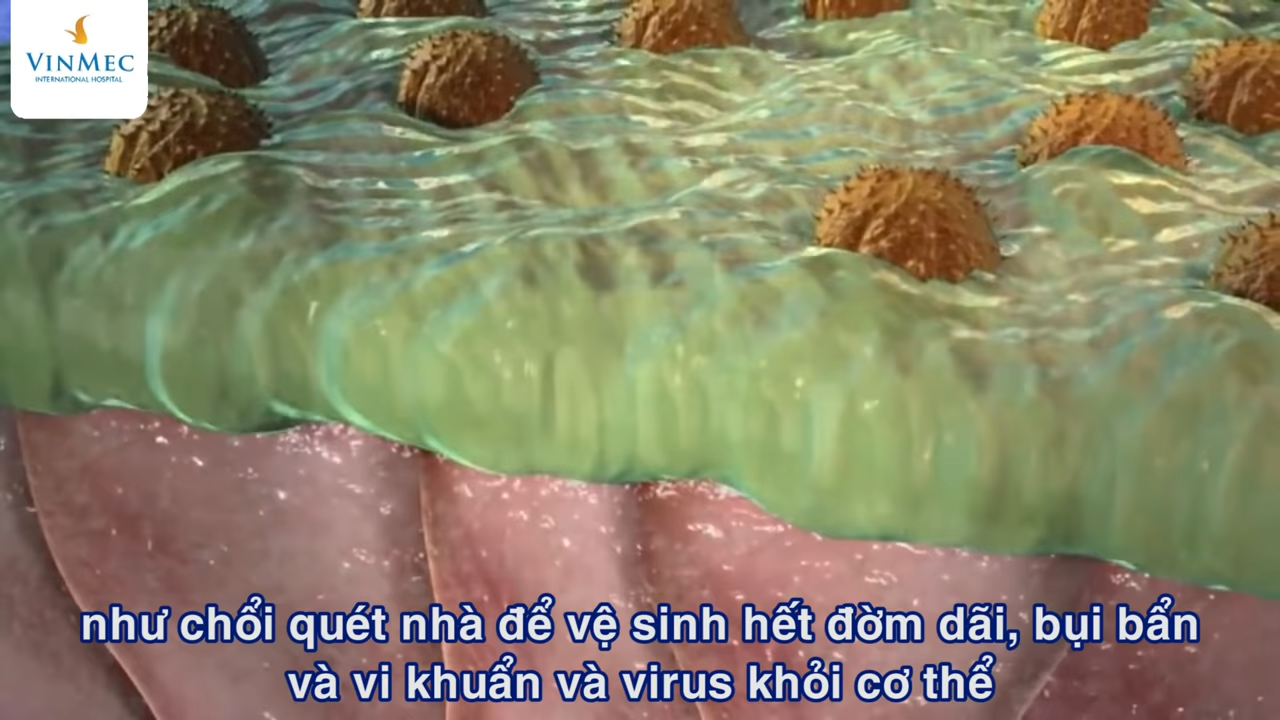 VINMEC
INTERNATIONAL HOSPITAL
như chổi quét nhà để vệ sinh hết đờm dãi, bụi bẩn
và vi khuẩn và virus khỏi cơ thể